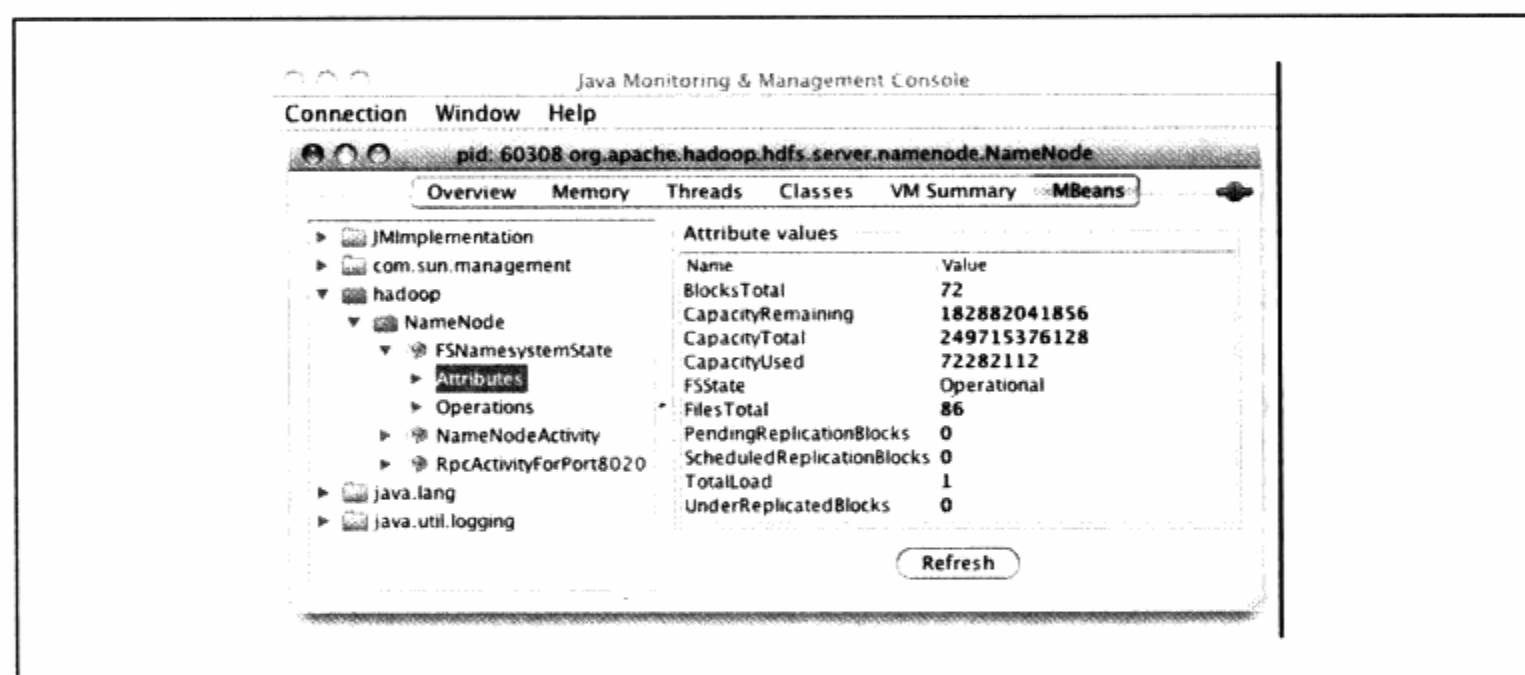 Java Monitoring & Management Console
Connection Window Help
pid: 60308 org.apache.hadoop.hdfs.server.namenode.NameNode
Overview Memory Threads Classes VM Summary MBeans
JMImplementation
com.sun.management
hadoop
NameNode
FSNamesystemState
Attributes
Operations
NameNodeActivity
RpcActivityForPort8020
java.lang
java.util.logging
Attribute values
Name Value
BlocksTotal 72
CapacityRemaining 182882041856
CapacityTotal 249715376128
CapacityUsed 72282112
FSState Operational
FilesTotal 86
PendingReplicationBlocks 0
ScheduledReplicationBlocks 0
TotalLoad 1
UnderReplicatedBlocks 0
Refresh